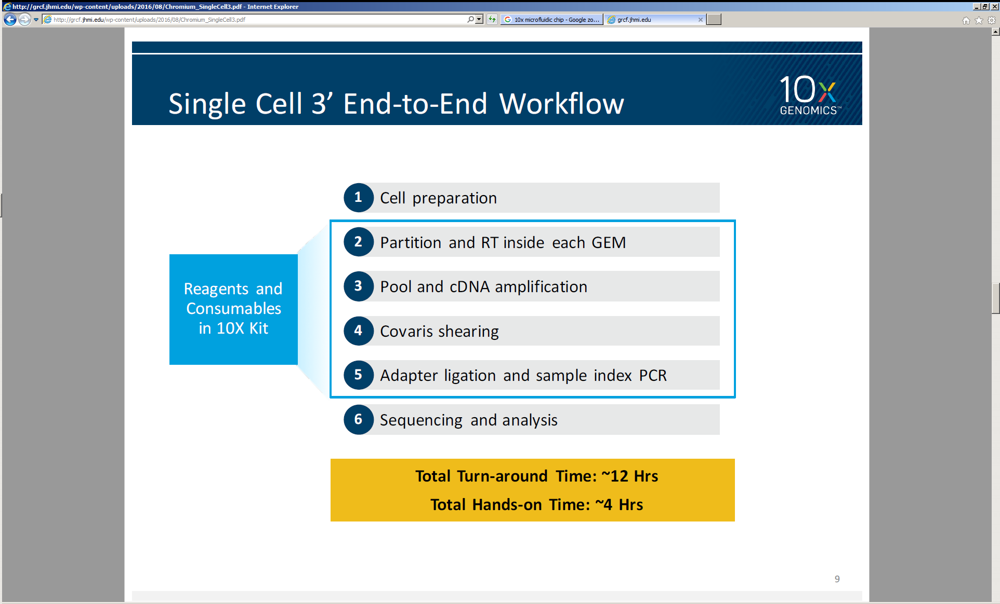 http://grcf.jhmi.edu/wp-content/uploads/2016/08/Chromium_SingleCell3.pdf - Internet Explorer
http://grcf.jhmi.edu/wp-content/uploads/2016/08/Chromium_SingleCell3.pdf
10x microfluidic chip - Google zo...
grcf.jhmi.edu
Single Cell 3’ End-to-End Workflow
10x
GENOMICS™
1 Cell preparation
2 Partition and RT inside each GEM
3 Pool and cDNA amplification
4 Covaris shearing
5 Adapter ligation and sample index PCR
6 Sequencing and analysis
Reagents and
Consumables
in 10X Kit
Total Turn-around Time: ~12 Hrs
Total Hands-on Time: ~4 Hrs
9